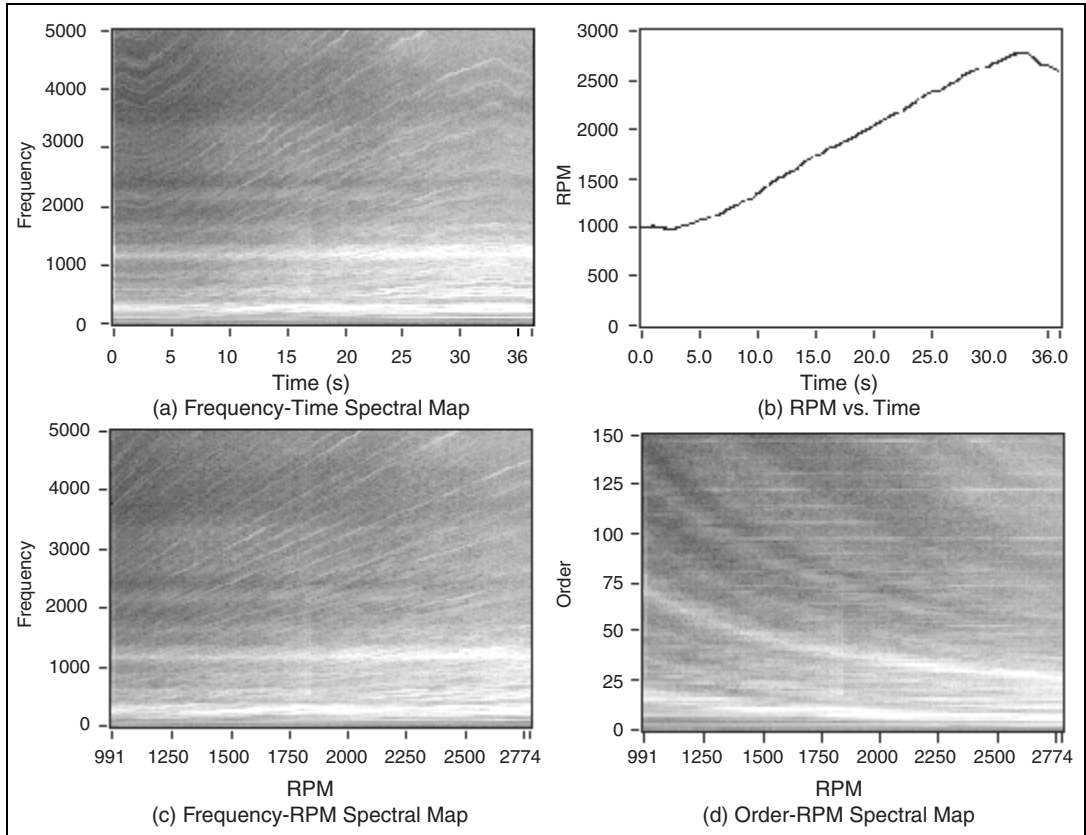 5000
4000
3000
2000
1000
0
Frequency
0 5 10 15 20 25 30 36
Time (s)
(a) Frequency-Time Spectral Map
3000
2500
2000
1500
1000
500
0
RPM
0.0 5.0 10.0 15.0 20.0 25.0 30.0 36.0
Time (s)
(b) RPM vs. Time
5000
4000
3000
2000
1000
0
Frequency
991 1250 1500 1750 2000 2250 2500 2774
RPM
(c) Frequency-RPM Spectral Map
150
125
100
75
50
25
0
Order
991 1250 1500 1750 2000 2250 2500 2774
RPM
(d) Order-RPM Spectral Map